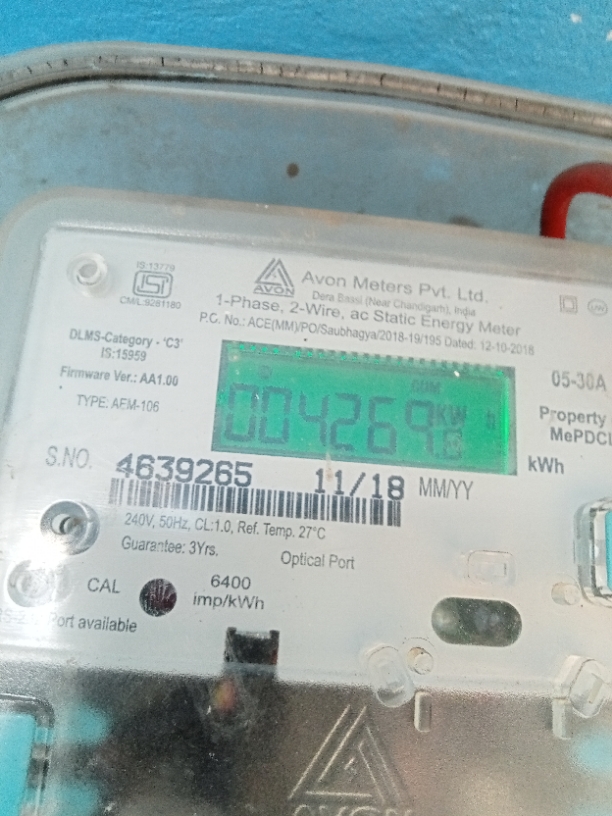 IS:13779
ISI
CM/L:9281180
AVON
Avon Meters Pvt. Ltd.
Dera Bassi (Near Chandigarh), India
1-Phase, 2-Wire, ac Static Energy Meter
P.O. No.: ACE(MM)/PO/Saubhagya/2018-19/195 Dated: 12-10-2018
DLMS-Category - 'C3'
IS:15959
Firmware Ver.: AA1.00
TYPE: AEM-106
CUM
004269.8
kW h
kWh
05-30A
Property
MePDCL
S.NO. 4639265 11/18 MM/YY
240V, 50Hz, CL:1.0, Ref. Temp. 27°C
Guarantee: 3Yrs.
Optical Port
CAL
6400
imp/kWh
Port available
AVON